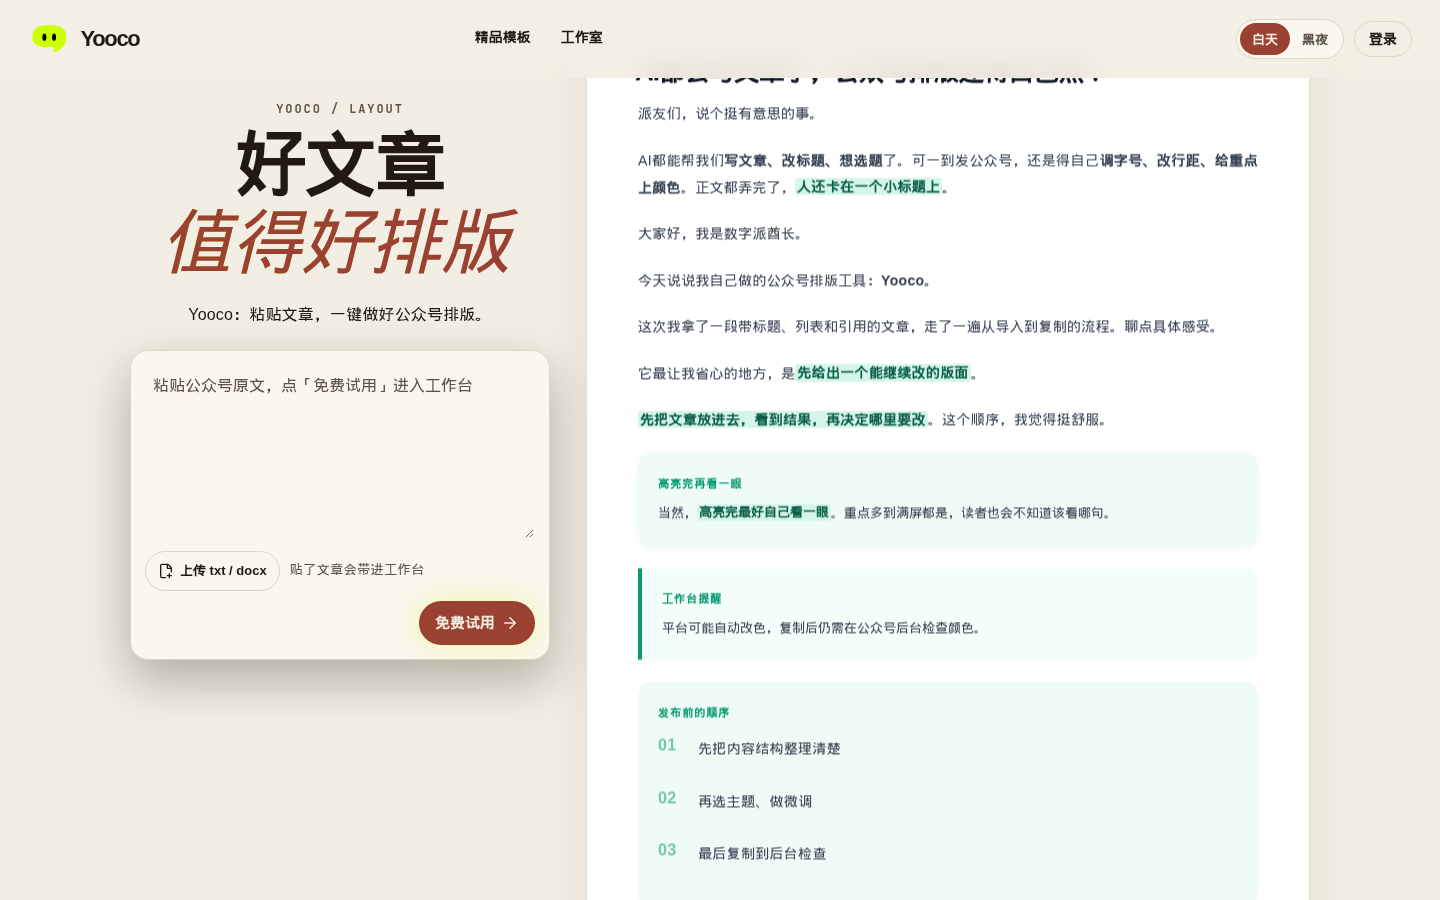 Yooco
精品模板
工作室
白天
黑夜
登录
YOOCO / LAYOUT
好文章
值得好排版
Yooco：粘贴文章，一键做好公众号排版。
粘贴公众号原文，点「免费试用」进入工作台
上传 txt / docx
贴了文章会带进工作台
免费试用
派友们，说个挺有意思的事。
AI都能帮我们写文章、改标题、想选题了。可一到发公众号，还是得自己调字号、改行距、给重点
上颜色。正文都弄完了，人还卡在一个小标题上。
大家好，我是数字派酋长。
今天说说我自己做的公众号排版工具：Yooco。
这次我拿了一段带标题、列表和引用的文章，走了一遍从导入到复制的流程。聊点具体感受。
它最让我省心的地方，是先给出一个能继续改的版面。
先把文章放进去，看到结果，再决定哪里要改。这个顺序，我觉得挺舒服。
高亮完再看一眼
当然，高亮完最好自己看一眼。重点多到满屏都是，读者也会不知道该看哪句。
工作台提醒
平台可能自动改色，复制后仍需在公众号后台检查颜色。
发布前的顺序
01 先把内容结构整理清楚
02 再选主题、做微调
03 最后复制到后台检查